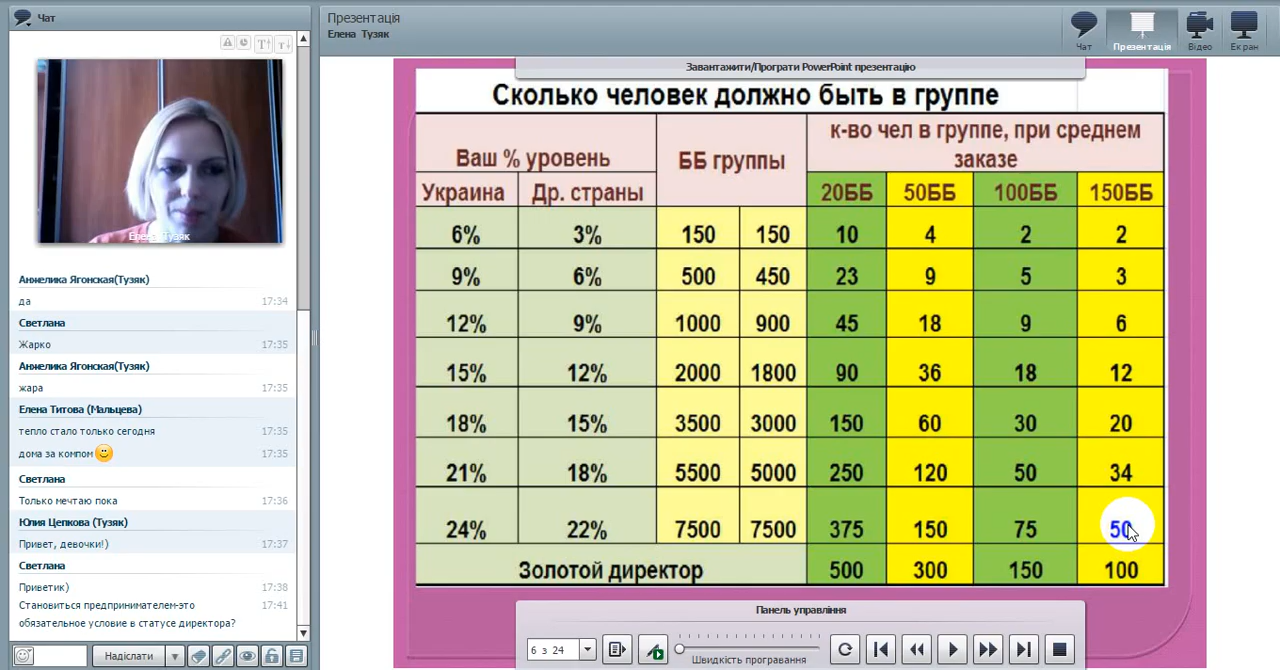 Чат
Елена Тузяк
Анжелика Ягонская(Тузяк)
да 17:34
Светлана
Жарко 17:35
Анжелика Ягонская(Тузяк)
жара 17:35
Елена Титова (Мальцева)
тепло стало только сегодня 17:35
дома за компом 17:35
Светлана
Только мечтаю пока 17:36
Юлия Цепкова (Тузяк)
Привет, девочки!) 17:37
Светлана
Приветик) 17:38
Становиться предпринимателем-это 17:41
обязательное условие в статусе директора?
Надіслати
Презентація
Елена Тузяк
Чат Презентація Відео Екран
Завантажити/Програти PowerPoint презентацію
Сколько человек должно быть в группе
Ваш % уровень ББ группы к-во чел в группе, при среднем
заказе
Украина Др. страны 20ББ 50ББ 100ББ 150ББ
6% 3% 150 150 10 4 2 2
9% 6% 500 450 23 9 5 3
12% 9% 1000 900 45 18 9 6
15% 12% 2000 1800 90 36 18 12
18% 15% 3500 3000 150 60 30 20
21% 18% 5500 5000 250 120 50 34
24% 22% 7500 7500 375 150 75 50
Золотой директор 500 300 150 100
Панель управління
6 з 24
Швидкість програвання